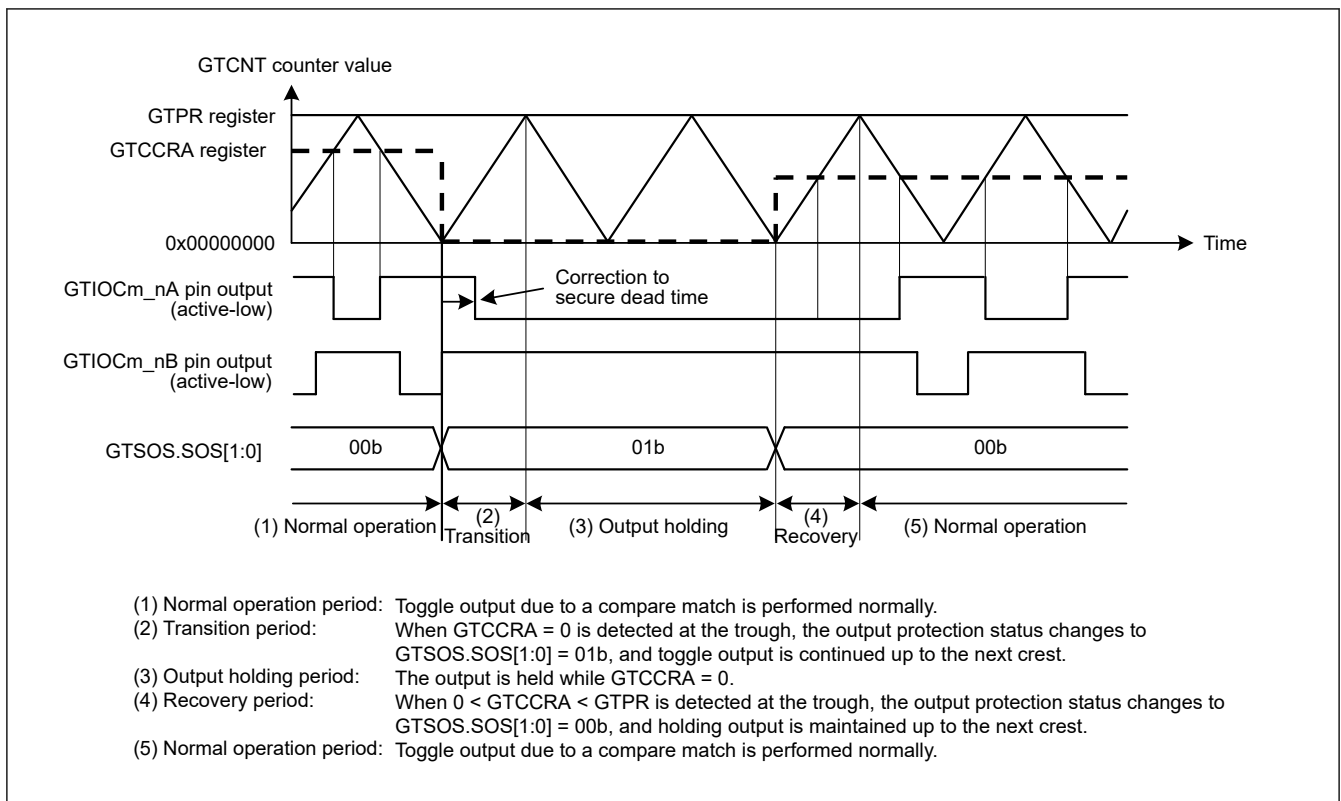 GTCNT counter value
GTPR register
GTCCRA register
0x00000000
Time
GTIOCm_nA pin output
(active-low)
Correction to
secure dead time
GTIOCm_nB pin output
(active-low)
GTSOS.SOS[1:0]
00b
01b
00b
(1) Normal operation
(2)
Transition
(3) Output holding
(4)
Recovery
(5) Normal operation
(1) Normal operation period: Toggle output due to a compare match is performed normally.
(2) Transition period: When GTCCRA = 0 is detected at the trough, the output protection status changes to
GTSOS.SOS[1:0] = 01b, and toggle output is continued up to the next crest.
(3) Output holding period: The output is held while GTCCRA = 0.
(4) Recovery period: When 0 < GTCCRA < GTPR is detected at the trough, the output protection status changes to
GTSOS.SOS[1:0] = 00b, and holding output is maintained up to the next crest.
(5) Normal operation period: Toggle output due to a compare match is performed normally.